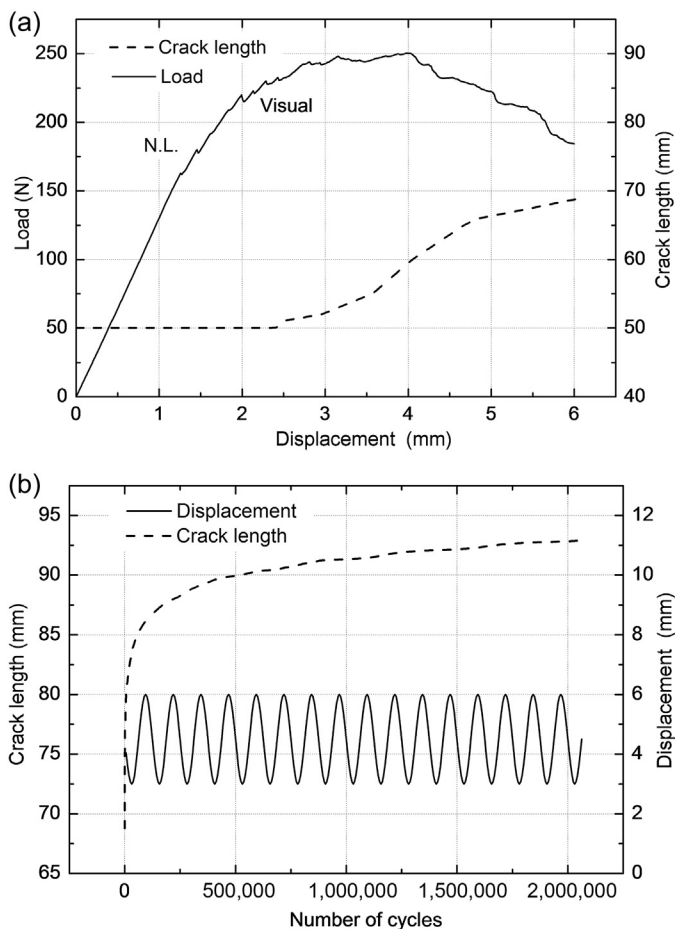 (a)
Crack length
Load
Visual
N.L.
Load (N)
250
200
150
100
50
0
Crack length (mm)
90
80
70
60
50
40
0 1 2 3 4 5 6
Displacement (mm)
(b)
Displacement
Crack length
Crack length (mm)
95
90
85
80
75
70
65
Displacement (mm)
12
10
8
6
4
2
0
0 500,000 1,000,000 1,500,000 2,000,000
Number of cycles